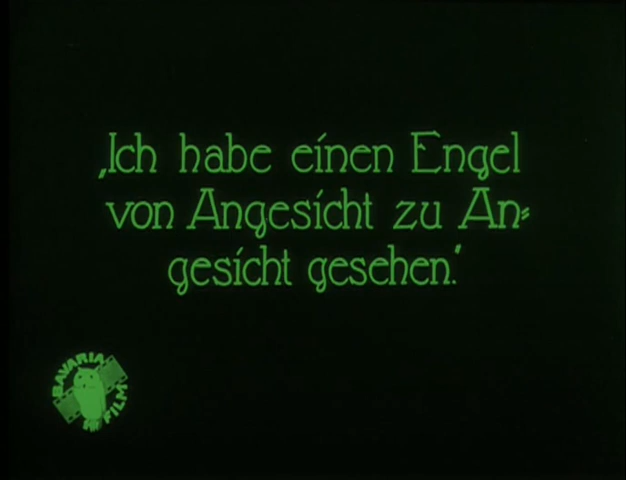 ‚Ich habe einen Engel
von Angesicht zu An⸗
gesicht gesehen.‘
BAVARIA
FILM